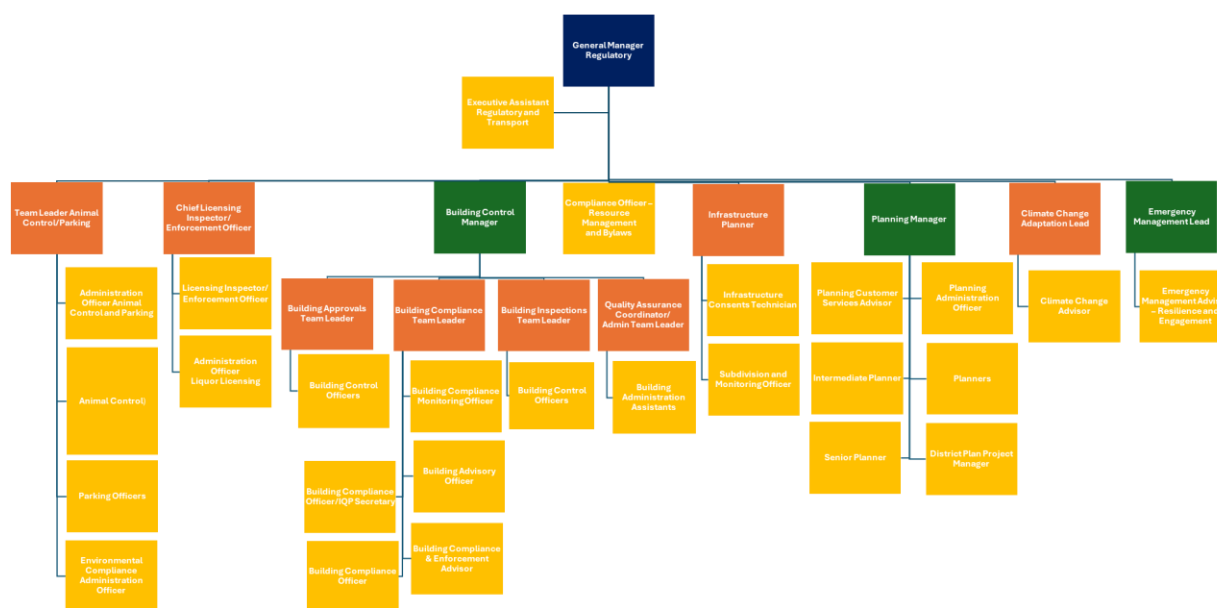 General Manager
Regulatory
Executive Assistant
Regulatory and
Transport
Team Leader Animal
Control/Parking
Chief Licensing
Inspector/
Enforcement Officer
Building Control
Manager
Compliance Officer –
Resource
Management
and Bylaws
Infrastructure
Planner
Planning Manager
Climate Change
Adaptation Lead
Emergency
Management Lead
Administration
Officer Animal
Control and Parking
Animal Control)
Parking Officers
Environmental
Compliance
Administration
Officer
Licensing Inspector/
Enforcement Officer
Administration
Officer
Liquor Licensing
Building Approvals
Team Leader
Building Compliance
Team Leader
Building Inspections
Team Leader
Quality Assurance
Coordinator/
Admin Team Leader
Building Control
Officers
Building Compliance
Monitoring Officer
Building Advisory
Officer
Building Compliance
Officer/IQP Secretary
Building Compliance
& Enforcement
Advisor
Building Compliance
Officer
Building Control
Officers
Building
Administration
Assistants
Infrastructure
Consents Technician
Subdivision and
Monitoring Officer
Planning Customer
Services Advisor
Planning
Administration
Officer
Intermediate Planner
Planners
Senior Planner
District Plan Project
Manager
Climate Change
Advisor
Emergency
Management
– Resilience and
Engagement